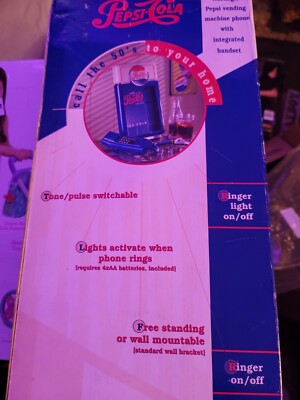 PEPSI-COLA
Pepsi vending
machine phone
with
integrated
handset
call the 50's to your home
Tone/pulse switchable
Ringer
light
on/off
Lights activate when
phone rings
[requires 4xAA batteries, included]
Free standing
or wall mountable
[standard wall bracket]
Ringer
on/off